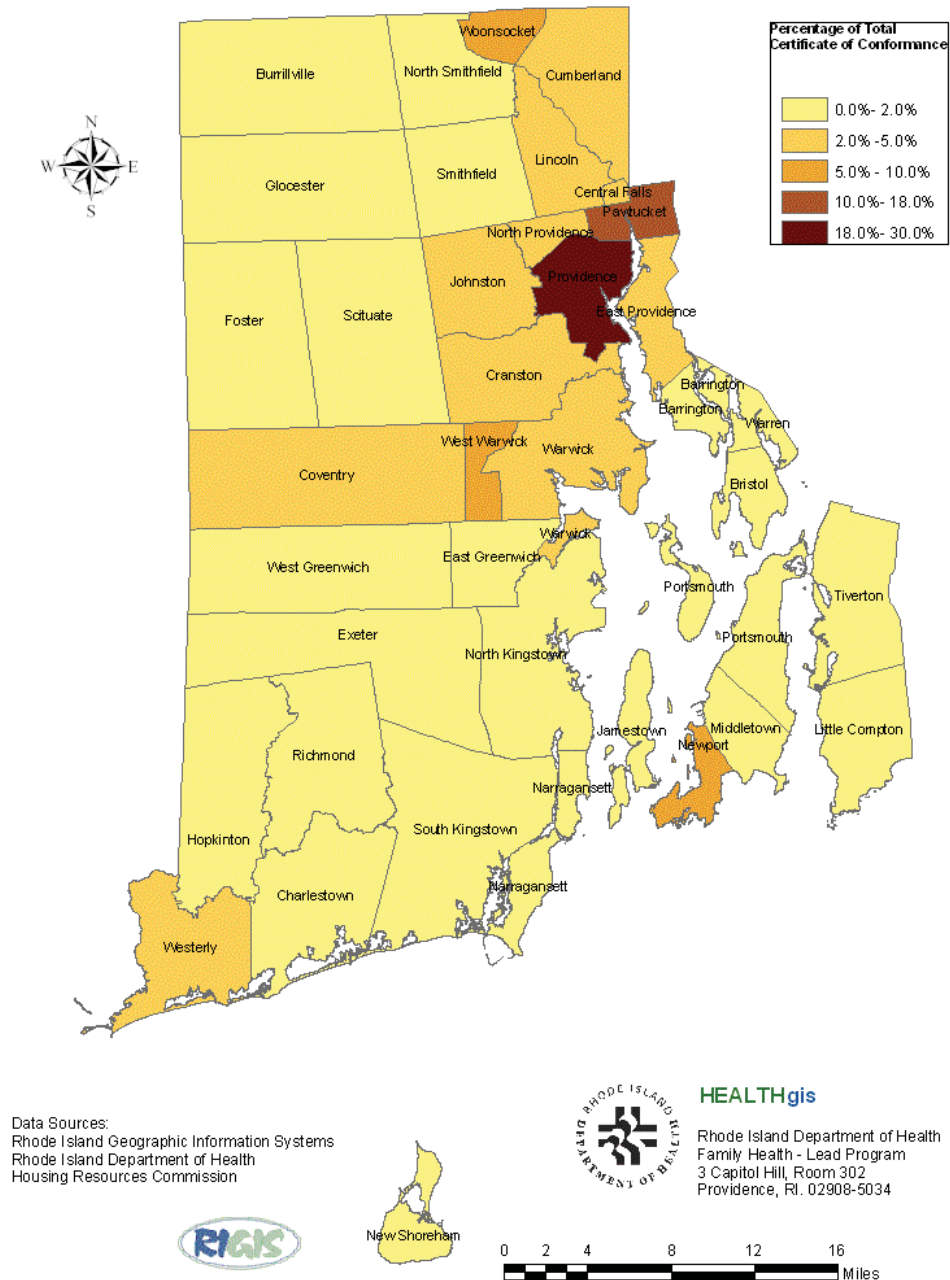 Percentage of Total
Certificate of Conformance
0.0%- 2.0%
2.0% -5.0%
5.0% - 10.0%
10.0%- 18.0%
18.0%- 30.0%
N
W
E
S
Woonsocket
Burrillville
North Smithfield
Cumberland
Lincoln
Glocester
Smithfield
Central Falls
Pawtucket
North Providence
Johnston
Providence
East Providence
Foster
Scituate
Cranston
Barrington
Barrington
Warren
West Warwick
Warwick
Coventry
Bristol
Warwick
East Greenwich
West Greenwich
Portsmouth
Tiverton
Exeter
Portsmouth
North Kingstown
Jamestown
Middletown
Little Compton
Newport
Richmond
Narragansett
South Kingstown
Hopkinton
Narragansett
Charlestown
Westerly
Data Sources:
Rhode Island Geographic Information Systems
Rhode Island Department of Health
Housing Resources Commission
RIGIS
New Shoreham
RHODE ISLAND
DEPARTMENT OF HEALTH
HEALTHgis
Rhode Island Department of Health
Family Health - Lead Program
3 Capitol Hill, Room 302
Providence, RI. 02908-5034
0 2 4 8 12 16
Miles